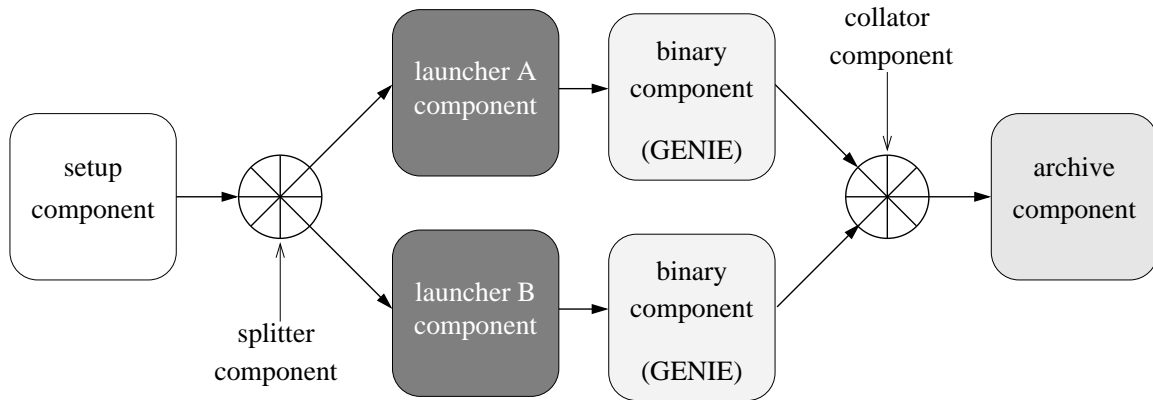 setup
component
splitter
component
launcher A
component
binary
component
(GENIE)
launcher B
component
binary
component
(GENIE)
collator
component
archive
component